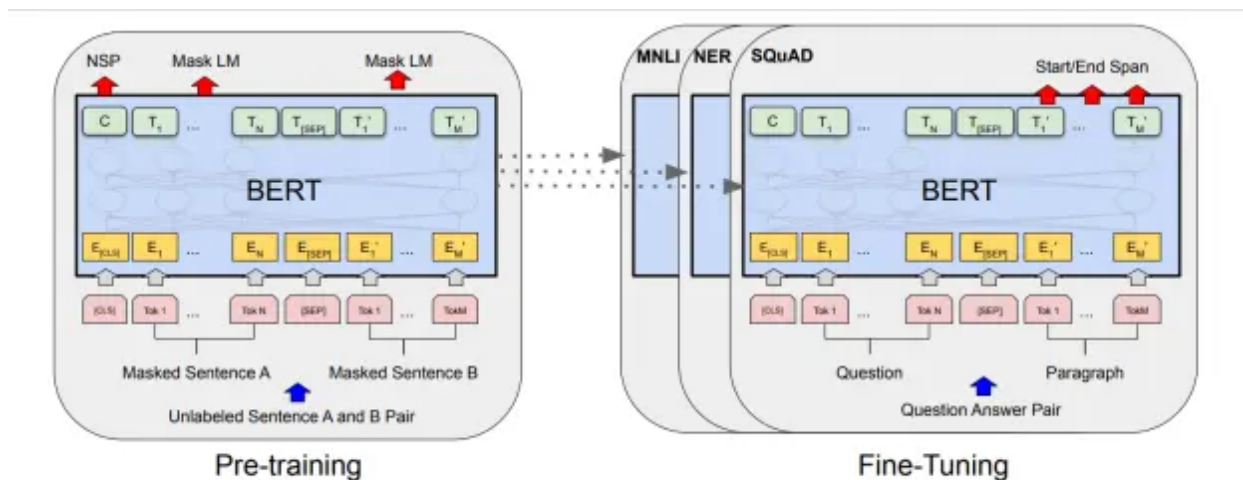 NSP Mask LM Mask LM
C T1 ... TN T[SEP] T1' ... TM'
BERT
E[CLS] E1 ... EN E[SEP] E1' ... EM'
[CLS] Tok 1 ... Tok N [SEP] Tok 1 ... TokM
Masked Sentence A Masked Sentence B
Unlabeled Sentence A and B Pair
Pre-training
MNLI NER SQuAD
Start/End Span
C T1 ... TN T[SEP] T1' ... TM'
BERT
E[CLS] E1 ... EN E[SEP] E1' ... EM'
[CLS] Tok 1 ... Tok N [SEP] Tok 1 ... TokM
Question Paragraph
Question Answer Pair
Fine-Tuning